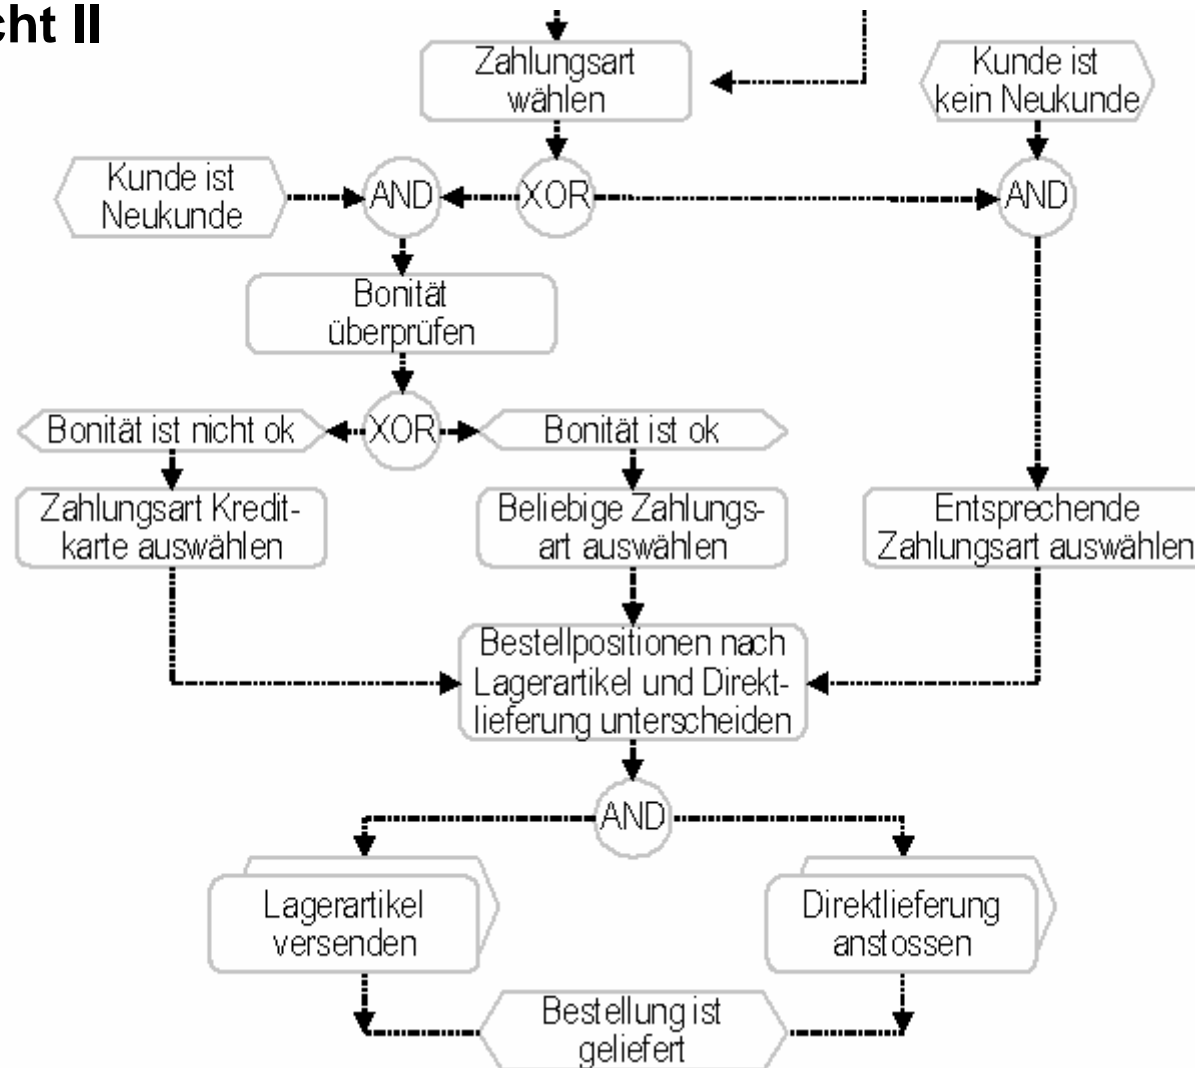 cht II
Zahlungsart
wählen
Kunde ist
kein Neukunde
Kunde ist
Neukunde
AND
XOR
AND
Bonität
überprüfen
Bonität ist nicht ok
XOR
Bonität ist ok
Zahlungsart Kredit-
karte auswählen
Beliebige Zahlungs-
art auswählen
Entsprechende
Zahlungsart auswählen
Bestellpositionen nach
Lagerartikel und Direkt-
lieferung unterscheiden
AND
Lagerartikel
versenden
Direktlieferung
anstossen
Bestellung ist
geliefert